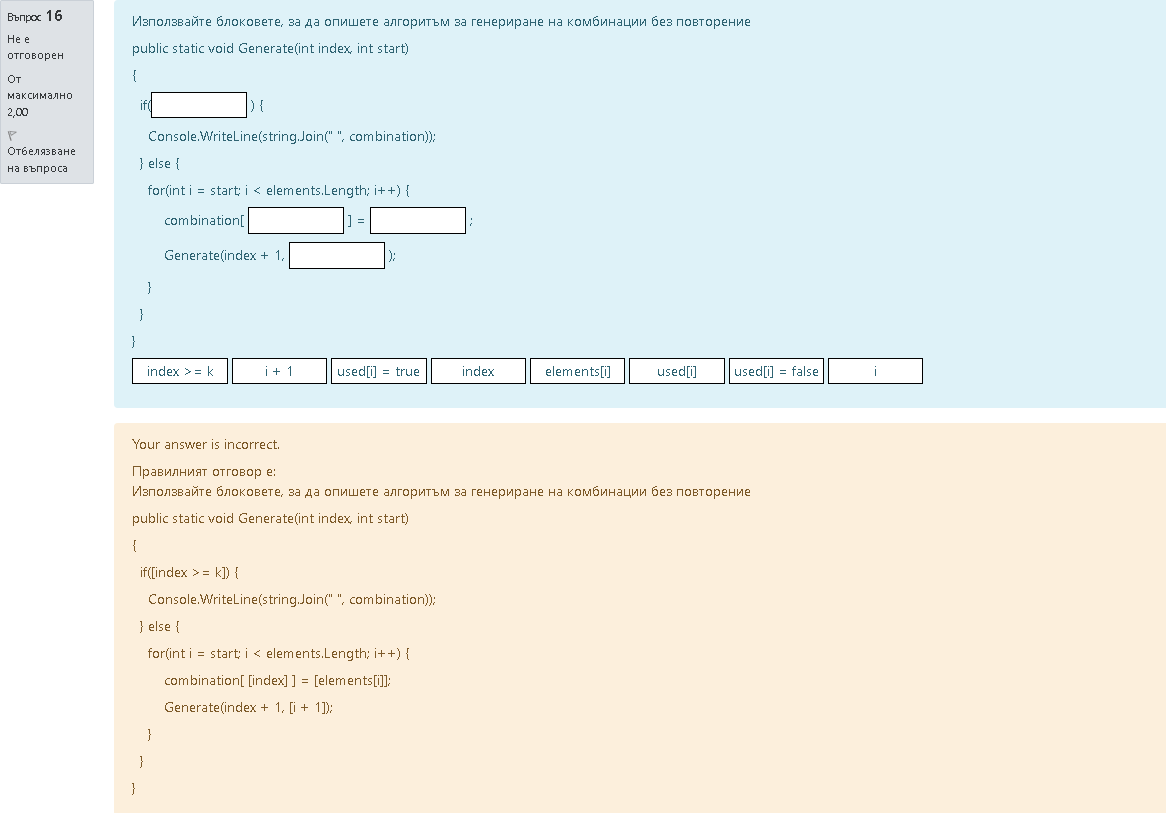 Въпрос 16
Не е
отговорен
От
максимално
2,00
Отбелязване
на въпроса
Използвайте блоковете, за да опишете алгоритъм за генериране на комбинации без повторение
public static void Generate(int index, int start)
{
if( ) {
Console.WriteLine(string.Join(" ", combination));
} else {
for(int i = start; i < elements.Length; i++) {
combination[ ] = ;
Generate(index + 1, );
}
}
}
index >= k i + 1 used[i] = true index elements[i] used[i] used[i] = false i
Your answer is incorrect.
Правилният отговор е:
Използвайте блоковете, за да опишете алгоритъм за генериране на комбинации без повторение
public static void Generate(int index, int start)
{
if([index >= k]) {
Console.WriteLine(string.Join(" ", combination));
} else {
for(int i = start; i < elements.Length; i++) {
combination[ [index] ] = [elements[i]];
Generate(index + 1, [i + 1]);
}
}
}